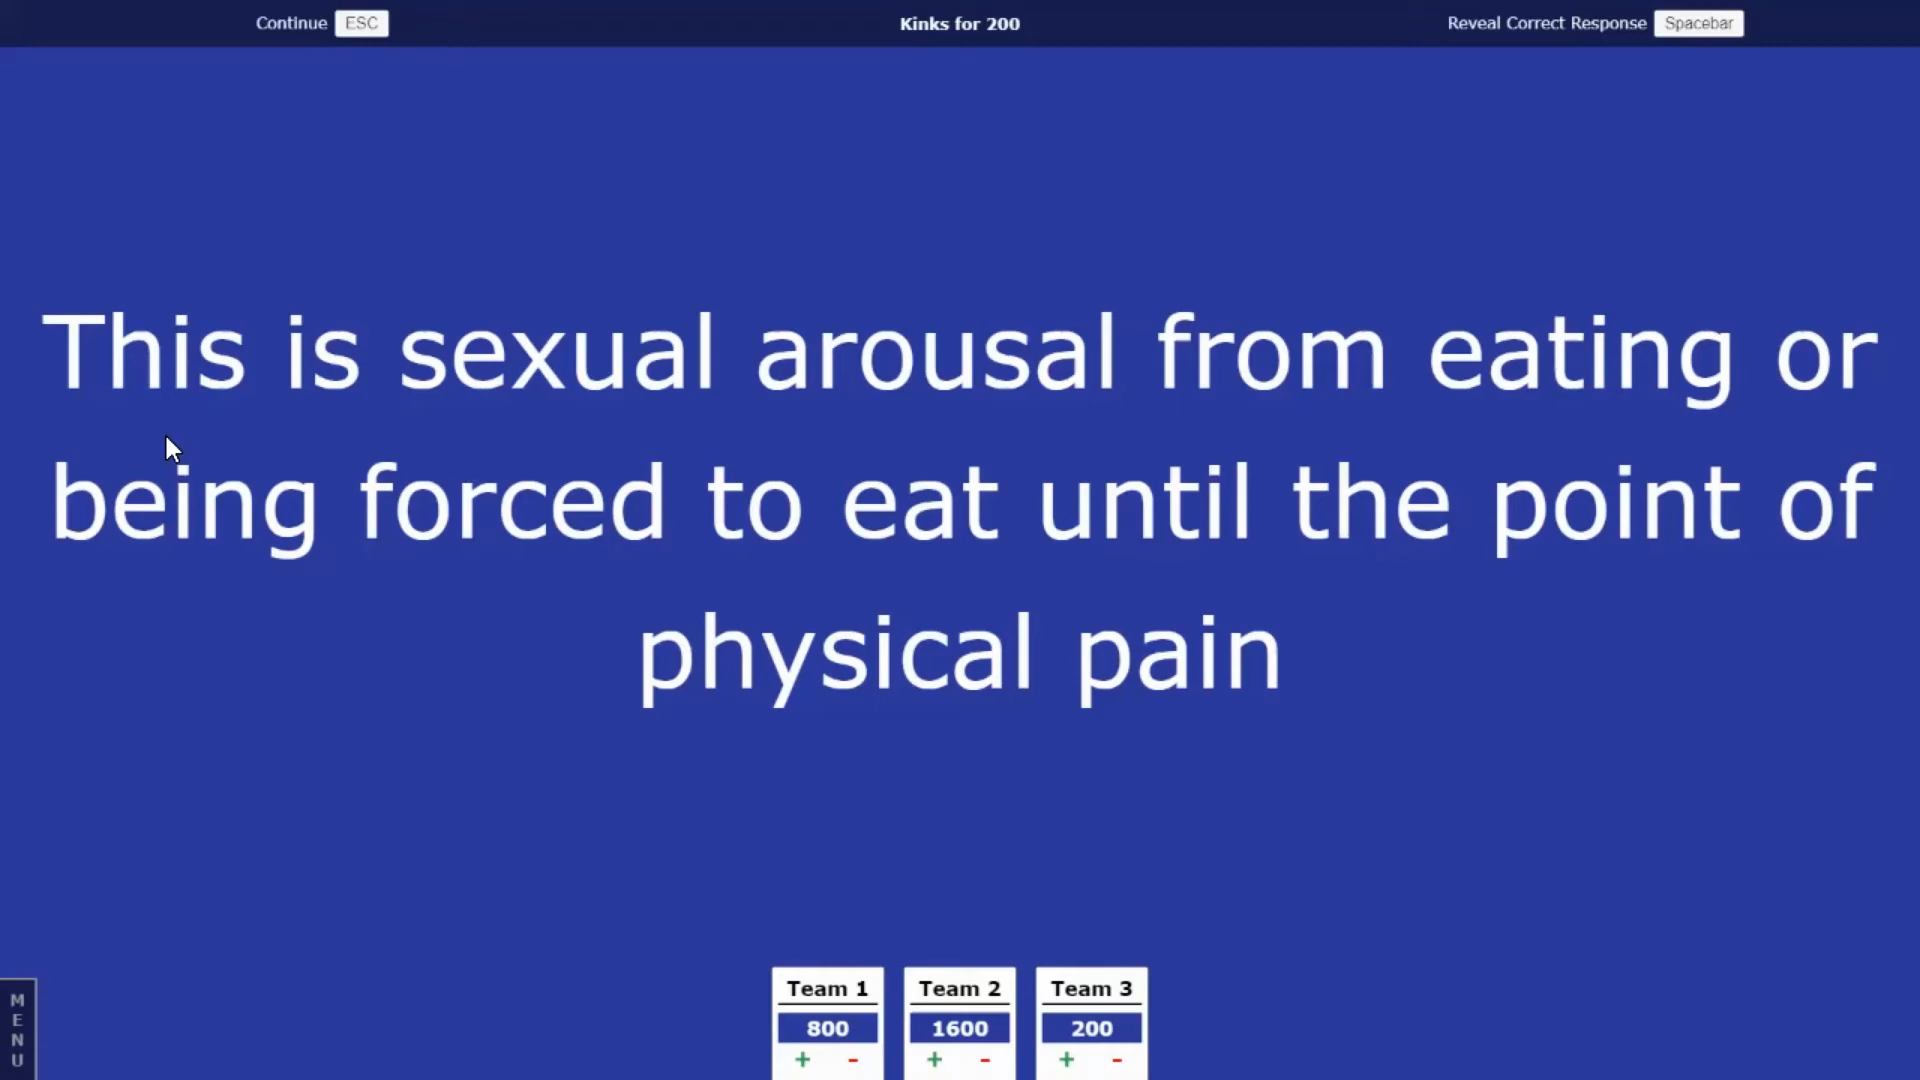 Continue ESC
Kinks for 200
Reveal Correct Response Spacebar
This is sexual arousal from eating or
being forced to eat until the point of
physical pain
MENU
Team 1 Team 2 Team 3
800 1600 200
+ - + - + -